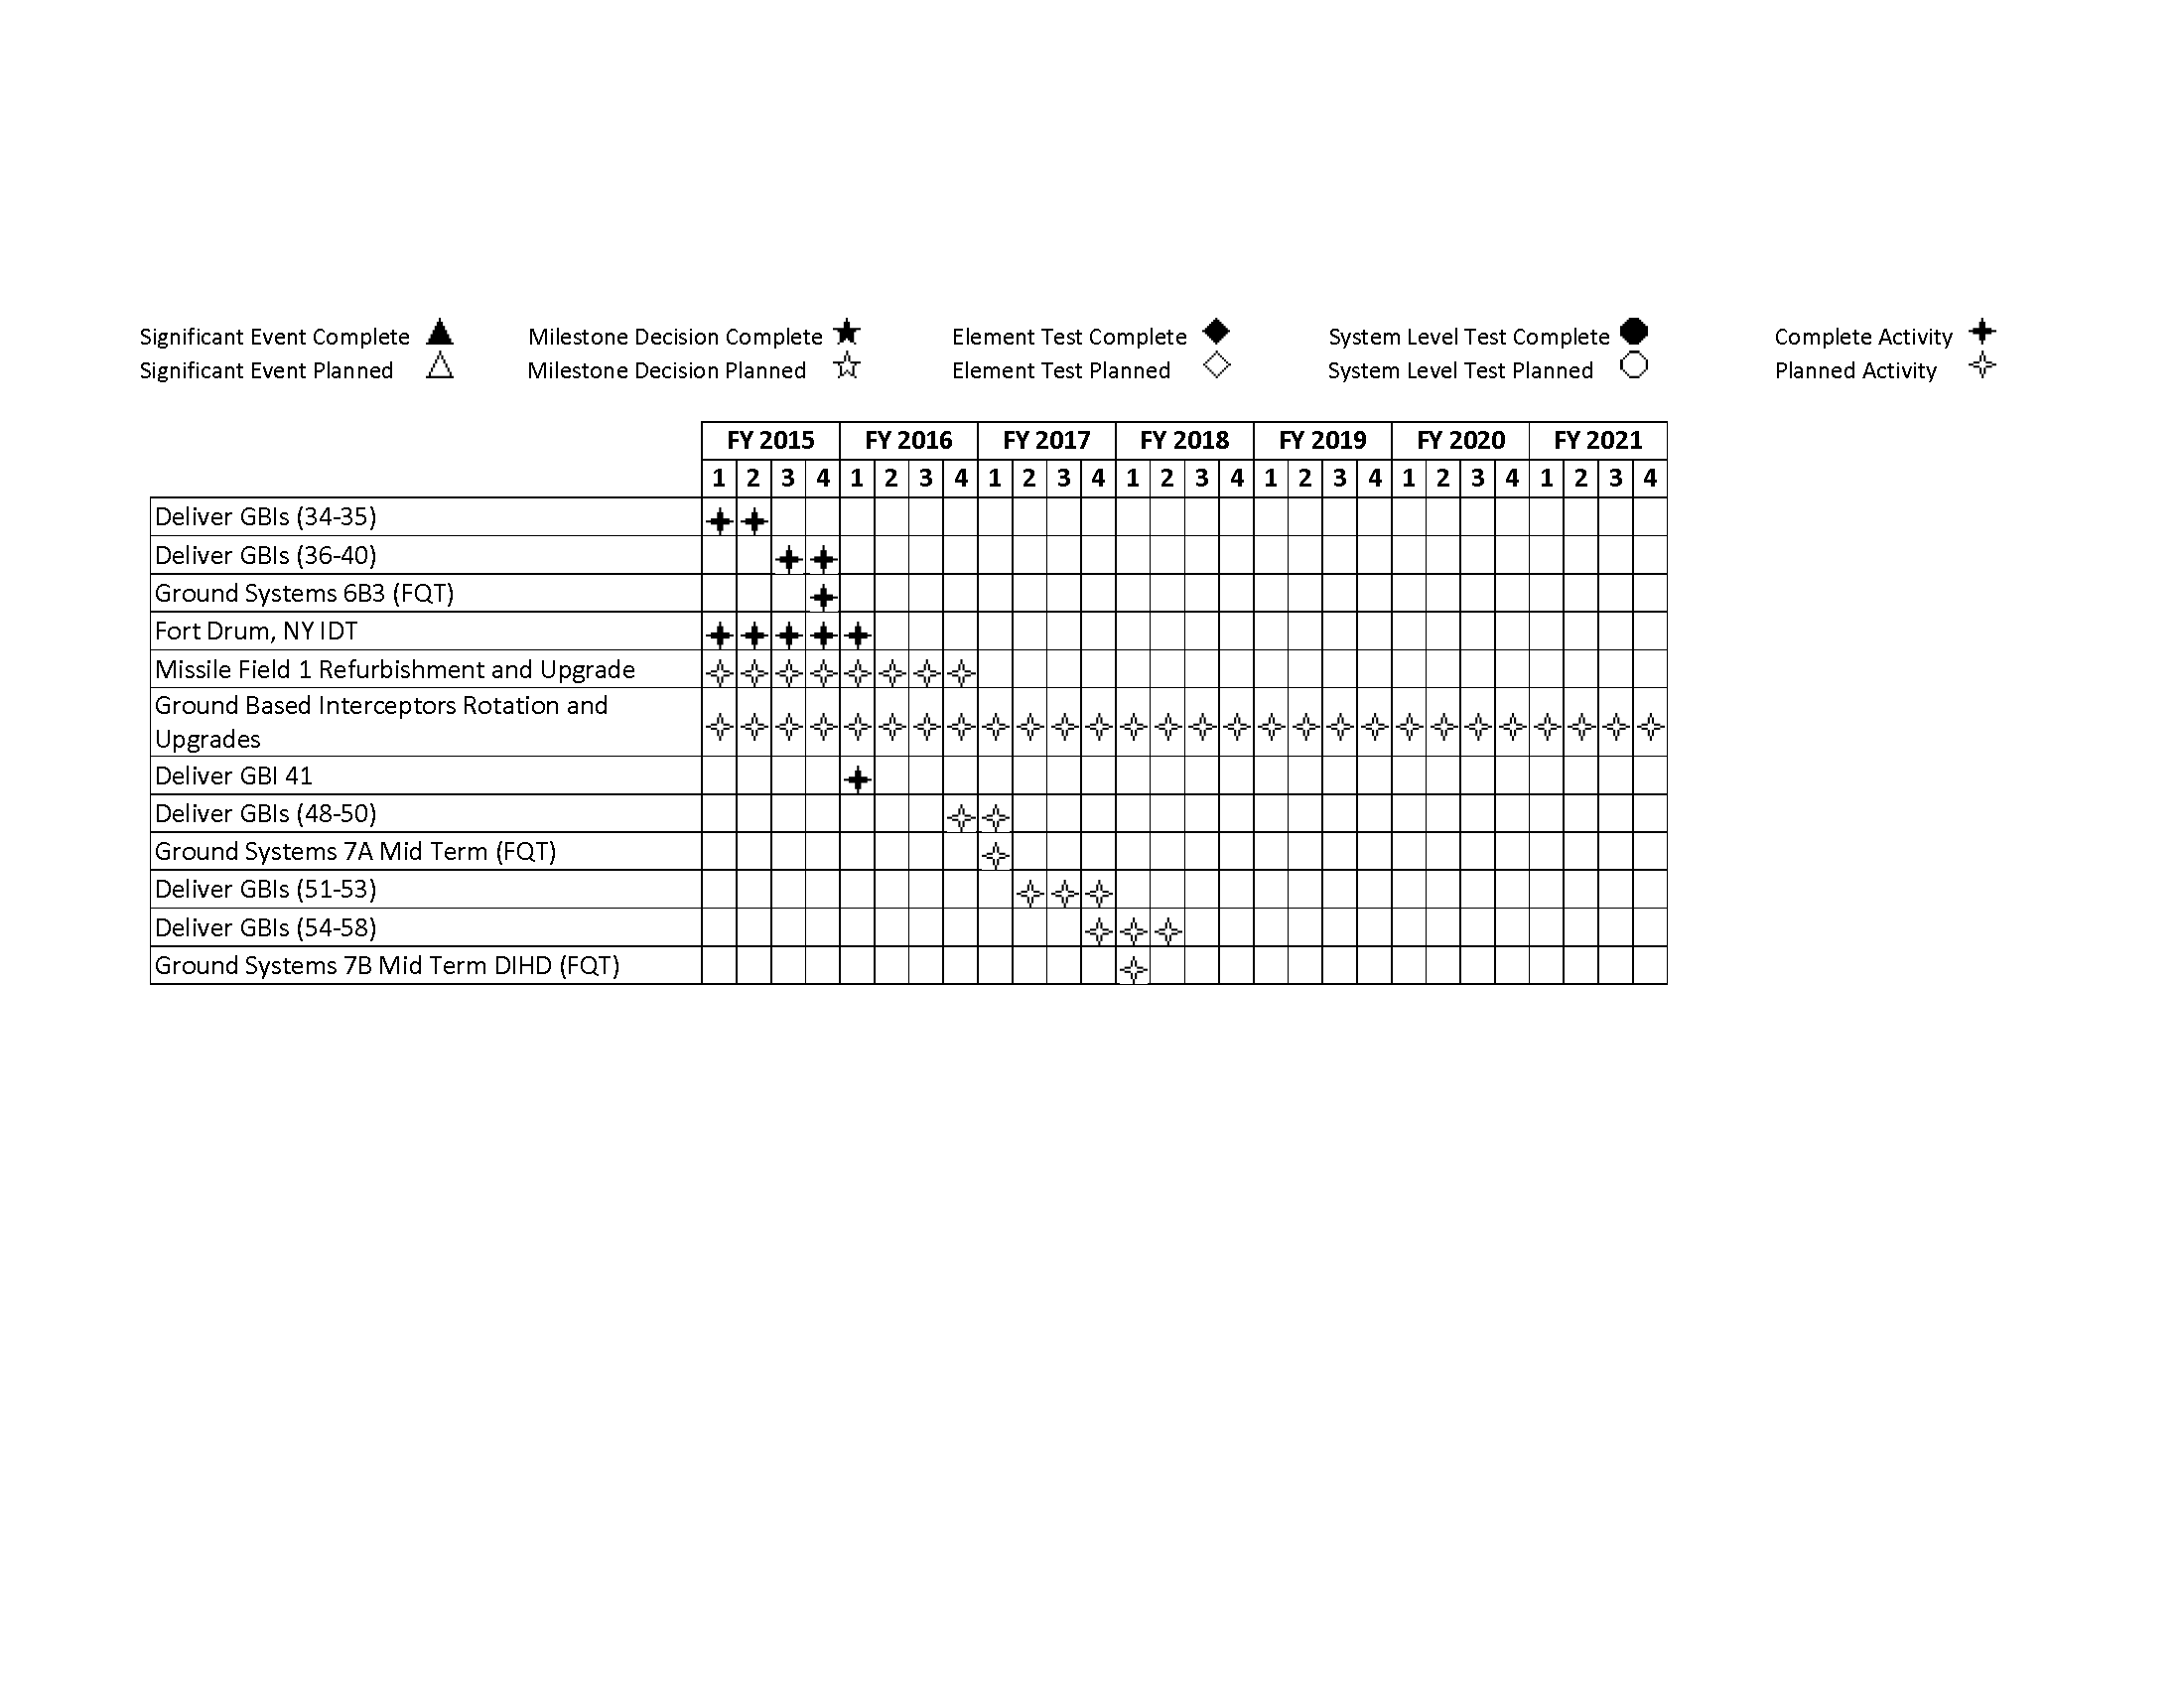 Significant Event Complete Milestone Decision Complete Element Test Complete System Level Test Complete Complete Activity
Significant Event Planned Milestone Decision Planned Element Test Planned System Level Test Planned Planned Activity
FY 2015 FY 2016 FY 2017 FY 2018 FY 2019 FY 2020 FY 2021
1 2 3 4 1 2 3 4 1 2 3 4 1 2 3 4 1 2 3 4 1 2 3 4 1 2 3 4
Deliver GBIs (34-35)
Deliver GBIs (36-40)
Ground Systems 6B3 (FQT)
Fort Drum, NY IDT
Missile Field 1 Refurbishment and Upgrade
Ground Based Interceptors Rotation and
Upgrades
Deliver GBI 41
Deliver GBIs (48-50)
Ground Systems 7A Mid Term (FQT)
Deliver GBIs (51-53)
Deliver GBIs (54-58)
Ground Systems 7B Mid Term DIHD (FQT)